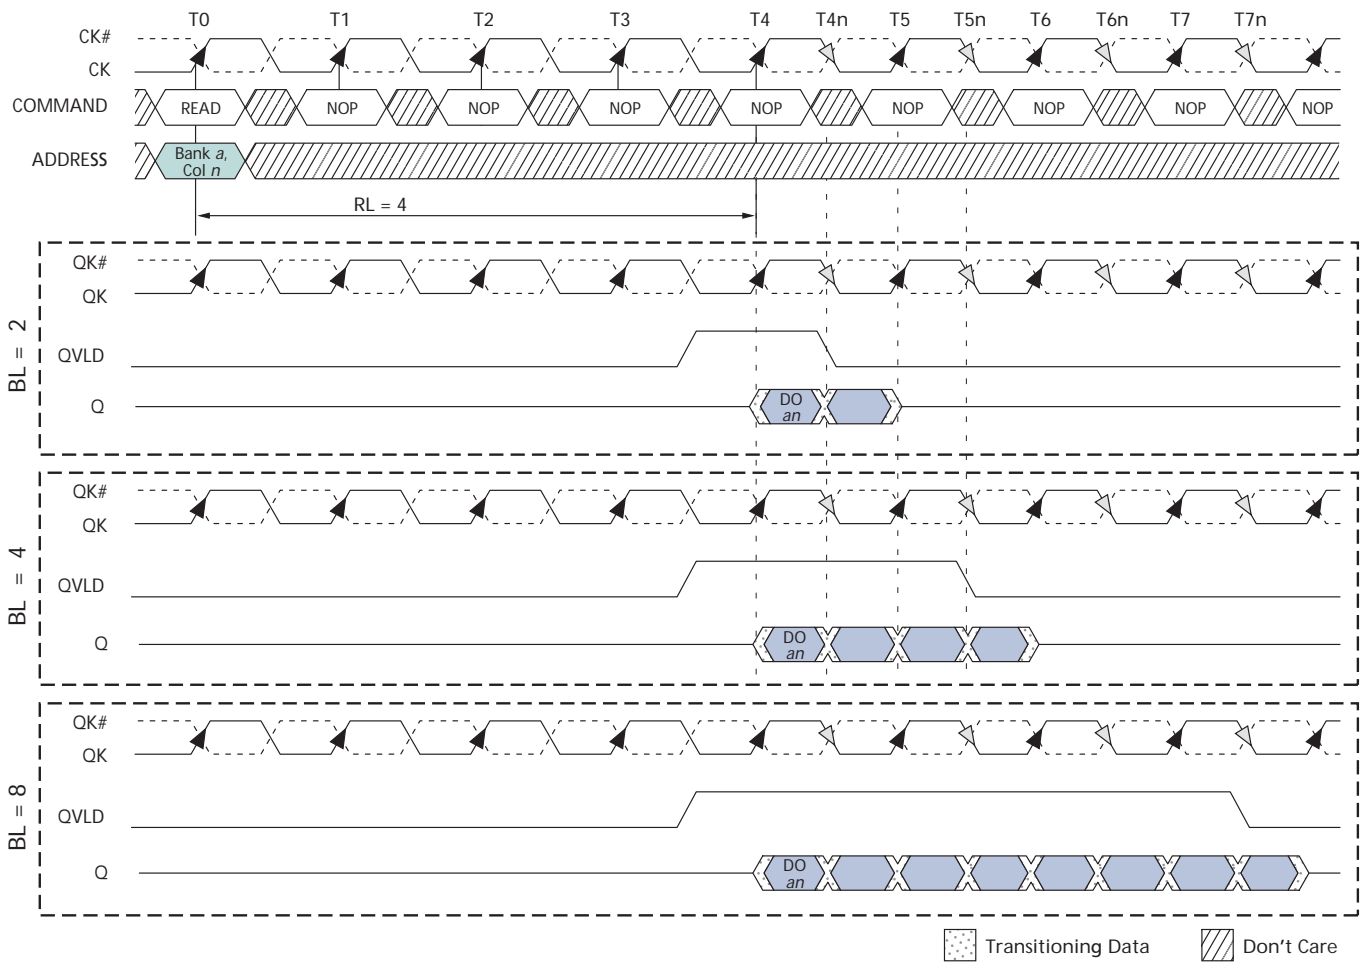 T0 T1 T2 T3 T4 T4n T5 T5n T6 T6n T7 T7n
CK#
CK
COMMAND READ NOP NOP NOP NOP NOP NOP NOP NOP
ADDRESS Bank a,
Col n
RL = 4
BL = 2
QK#
QK
QVLD
Q
DO
an
BL = 4
QK#
QK
QVLD
Q
DO
an
BL = 8
QK#
QK
QVLD
Q
DO
an
Transitioning Data Don't Care